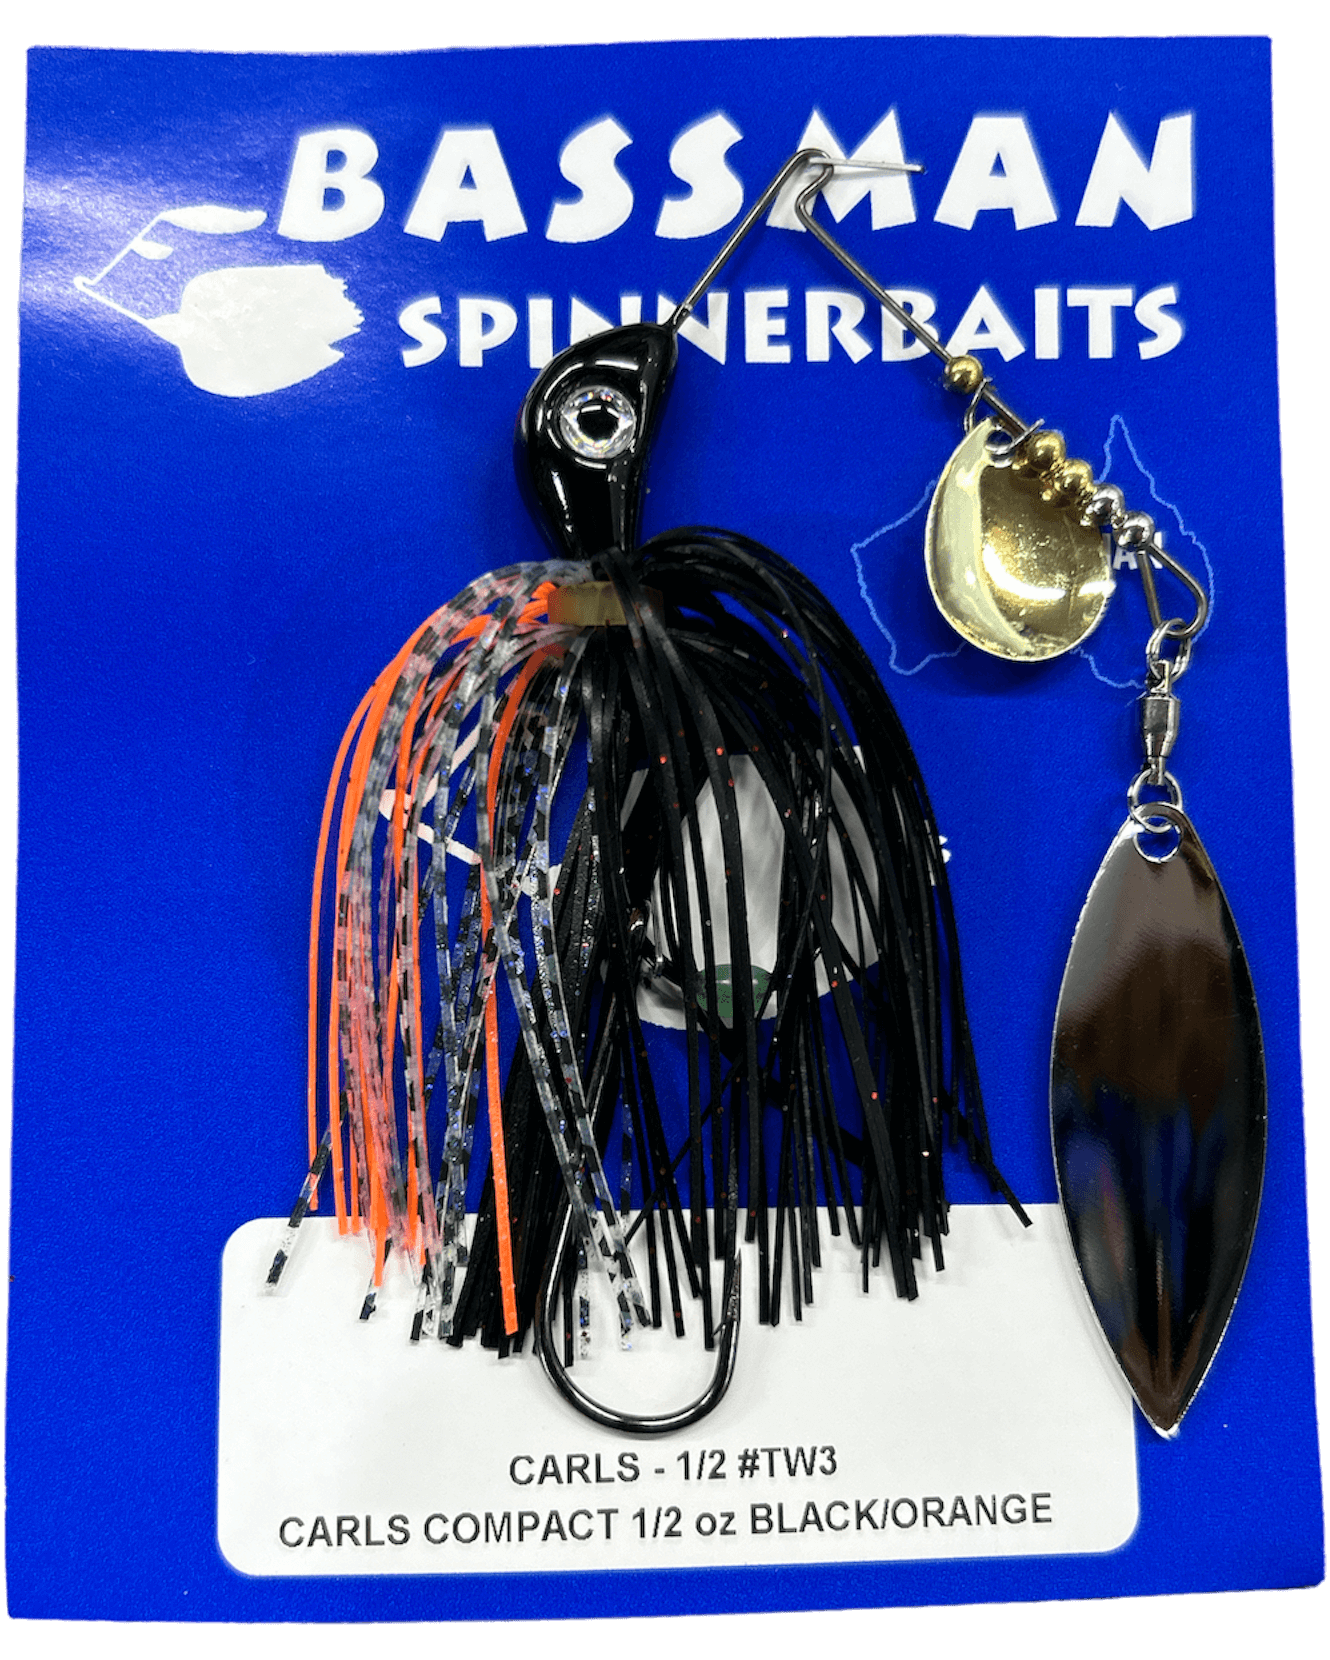 BASSMAN
SPINNERBAITS
CARLS - 1/2 #TW3
CARLS COMPACT 1/2 oz BLACK/ORANGE